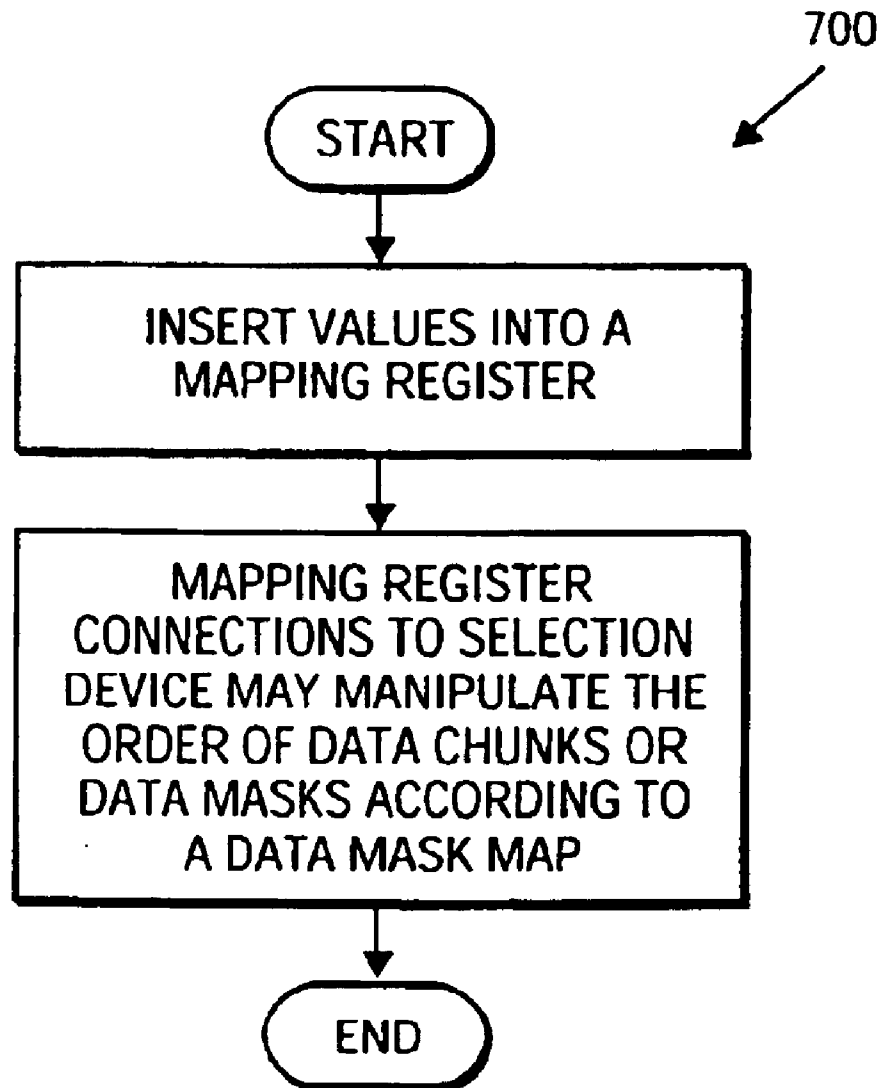 700
START
INSERT VALUES INTO A
MAPPING REGISTER
MAPPING REGISTER
CONNECTIONS TO SELECTION
DEVICE MAY MANIPULATE THE
ORDER OF DATA CHUNKS OR
DATA MASKS ACCORDING TO
A DATA MASK MAP
END